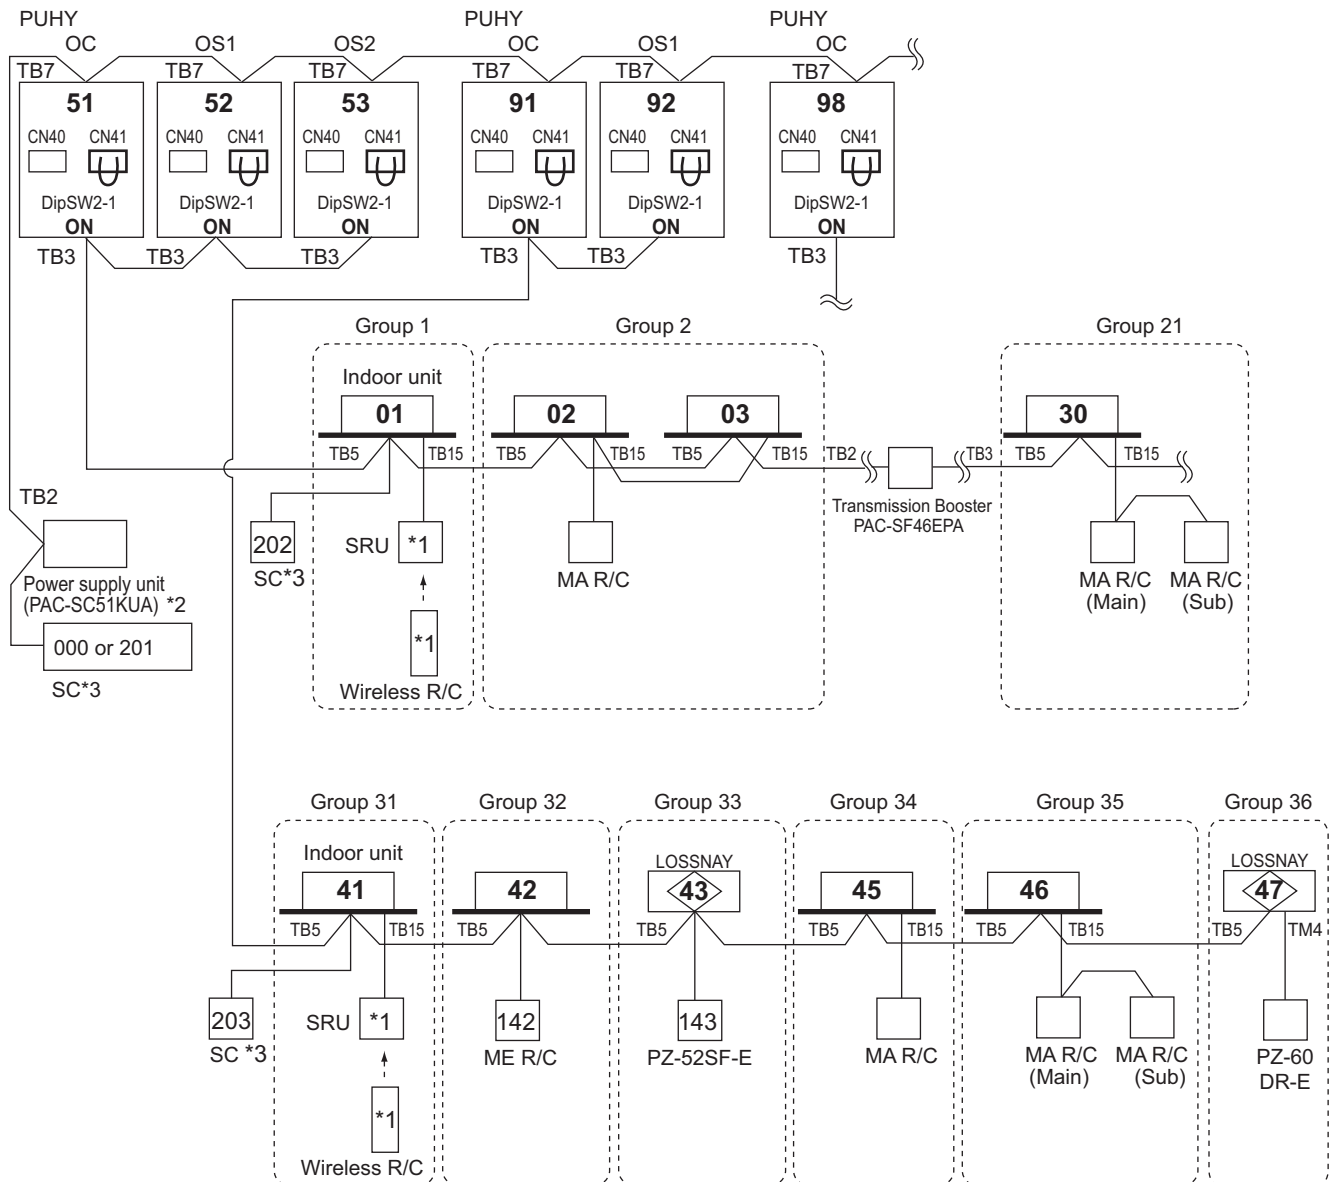 PUHY PUHY PUHY
OC OS1 OS2 OC OS1 OC
TB7 TB7 TB7 TB7 TB7 TB7
51 52 53 91 92 98
CN40 CN41 CN40 CN41 CN40 CN41 CN40 CN41 CN40 CN41 CN40 CN41
DipSW2-1 DipSW2-1 DipSW2-1 DipSW2-1 DipSW2-1 DipSW2-1
ON ON ON ON ON ON
TB3 TB3 TB3 TB3 TB3 TB3
Group 1 Group 2 Group 21
Indoor unit
01 02 03 30
TB5 TB15 TB5 TB15 TB5 TB15 TB2 TB3 TB5 TB15
Transmission Booster
PAC-SF46EPA
TB2
Power supply unit
(PAC-SC51KUA) *2
000 or 201
SC*3
202
SC*3
SRU *1
*1
Wireless R/C
MA R/C
MA R/C
(Main)
MA R/C
(Sub)
Group 31 Group 32 Group 33 Group 34 Group 35 Group 36
Indoor unit
LOSSNAY LOSSNAY
41 42 43 45 46 47
TB5 TB15 TB5 TB5 TB5 TB15 TB5 TB15 TB5 TM4
203
SC *3
SRU *1
*1
Wireless R/C
142
ME R/C
143
PZ-52SF-E
MA R/C
MA R/C
(Main)
MA R/C
(Sub)
PZ-60
DR-E